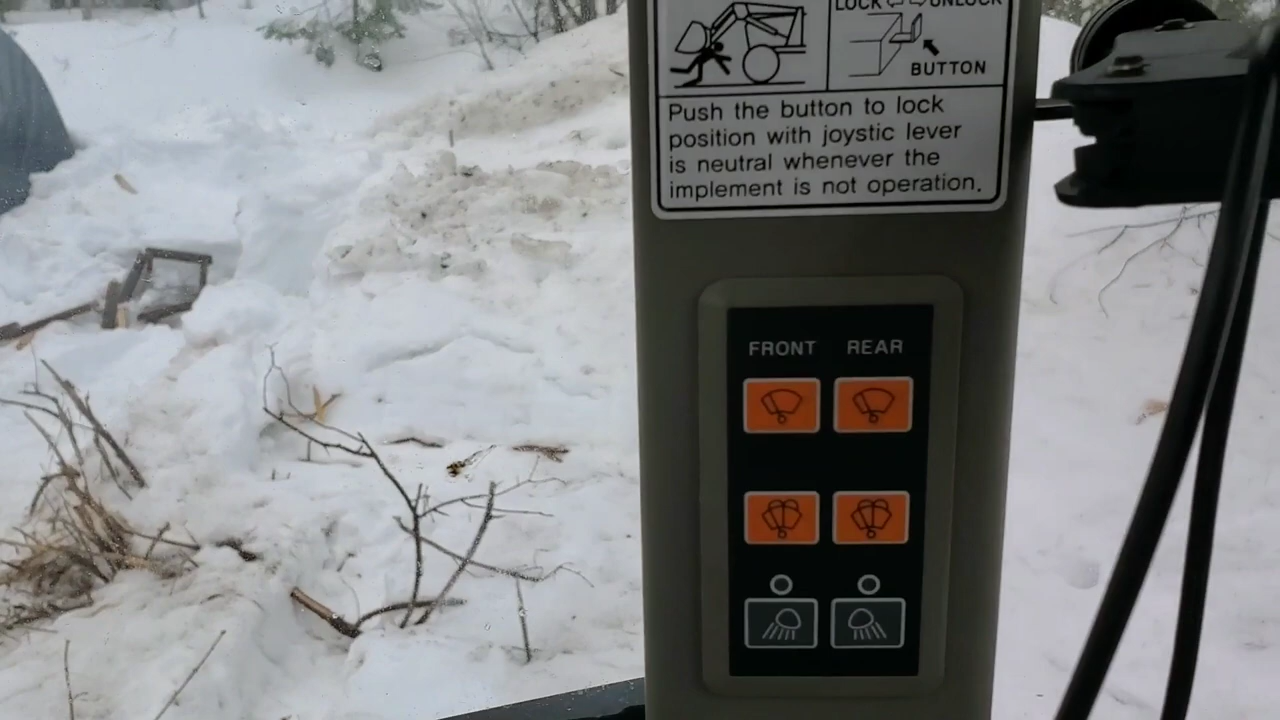 LOCK UNLOCK
BUTTON
Push the button to lock
position with joystic lever
is neutral whenever the
implement is not operation.
FRONT REAR